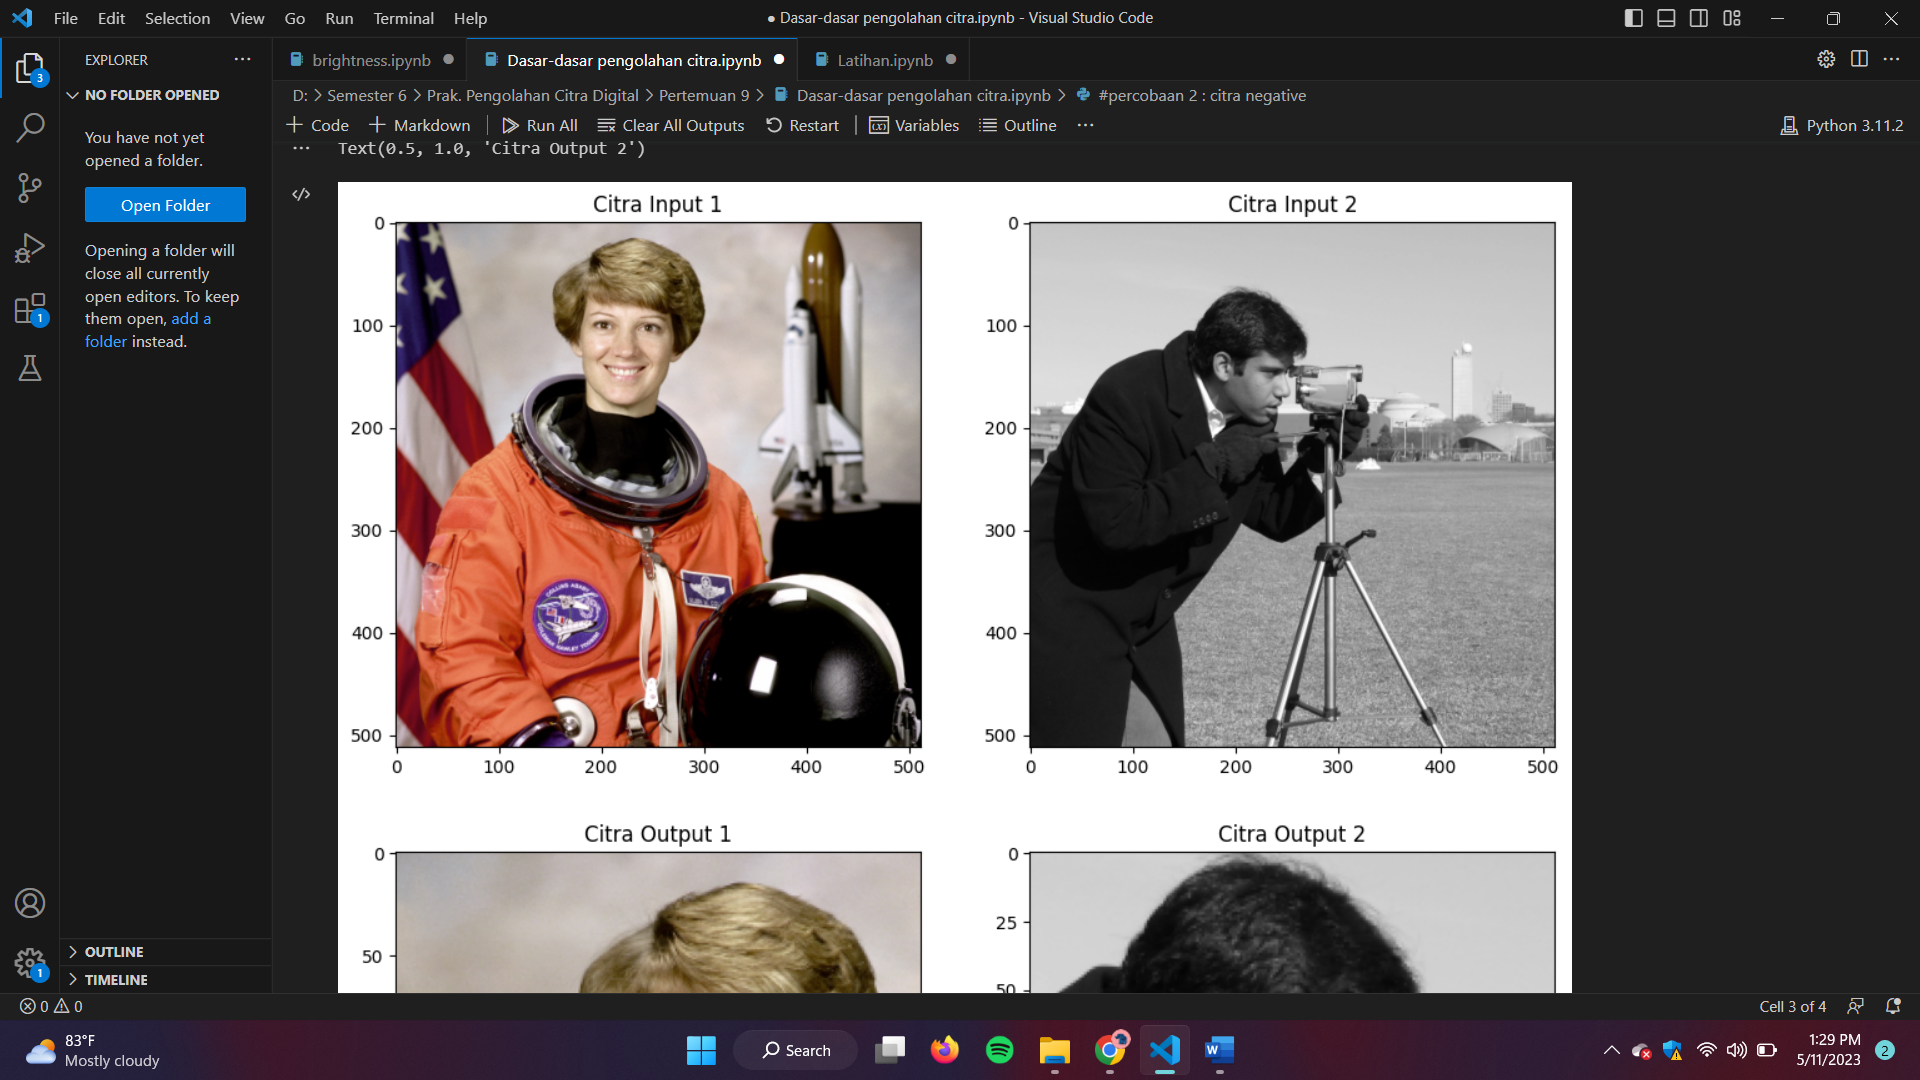 File Edit Selection View Go Run Terminal Help
● Dasar-dasar pengolahan citra.ipynb - Visual Studio Code
EXPLORER
brightness.ipynb
Dasar-dasar pengolahan citra.ipynb
Latihan.ipynb
NO FOLDER OPENED
D: > Semester 6 > Prak. Pengolahan Citra Digital > Pertemuan 9 > Dasar-dasar pengolahan citra.ipynb > #percobaan 2 : citra negative
+ Code + Markdown Run All Clear All Outputs Restart Variables Outline ...
Python 3.11.2
You have not yet
opened a folder.
Open Folder
Opening a folder will
close all currently
open editors. To keep
them open, add a
folder instead.
3
1
Text(0.5, 1.0, 'Citra Output 2')
Citra Input 1
0
100
200
300
400
500
0 100 200 300 400 500
Citra Input 2
0
100
200
300
400
500
0 100 200 300 400 500
Citra Output 1
0
50
Citra Output 2
0
25
50
OUTLINE
TIMELINE
1
0 0
Cell 3 of 4
83°F
Mostly cloudy
Search
1:29 PM
5/11/2023
2